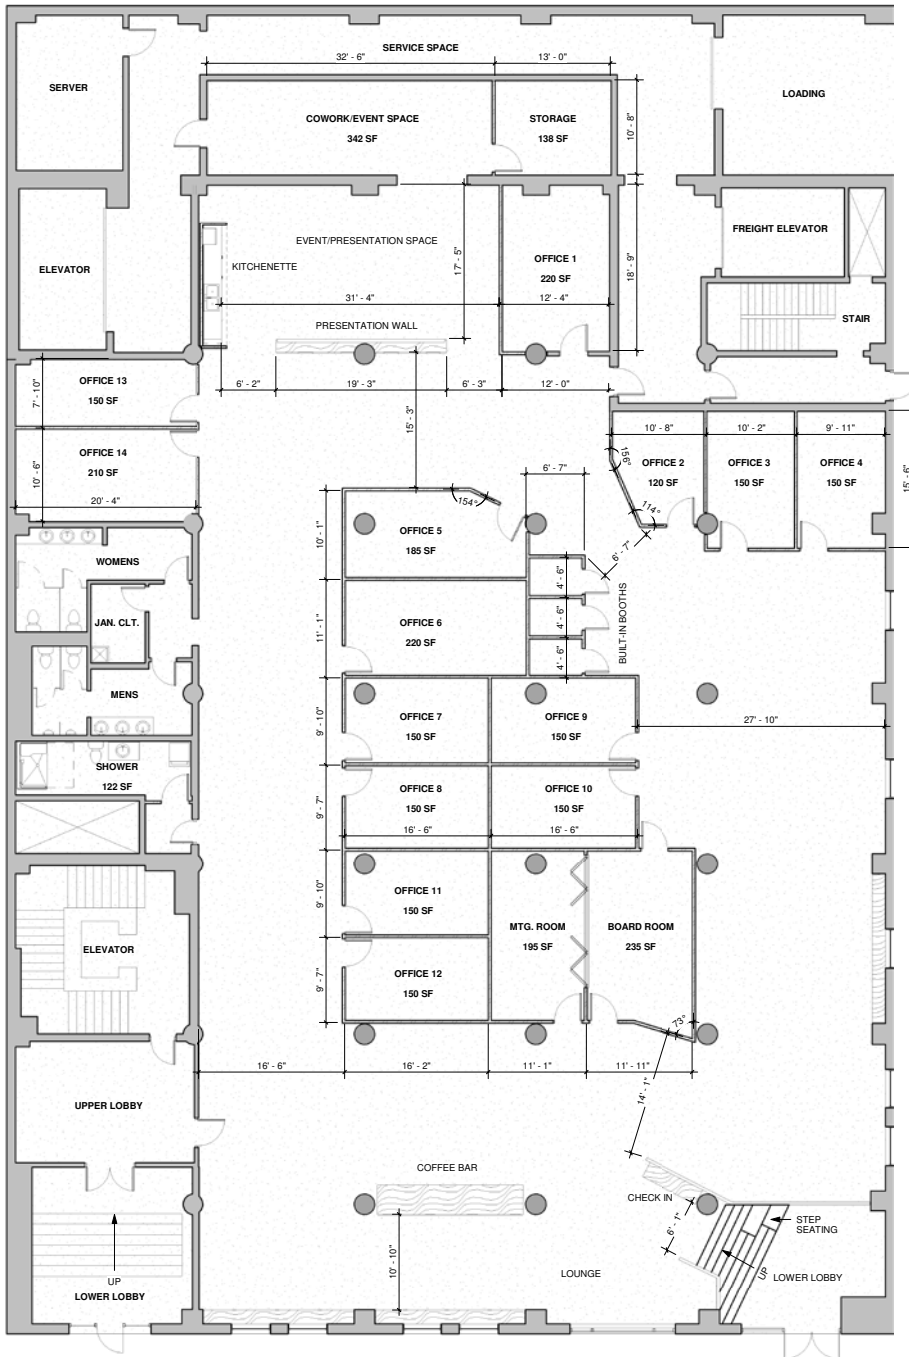 SERVICE SPACE
32' - 6"
13' - 0"
SERVER
LOADING
COWORK/EVENT SPACE
342 SF
STORAGE
138 SF
10' - 8"
EVENT/PRESENTATION SPACE
KITCHENETTE
17' - 5"
OFFICE 1
220 SF
18' - 9"
FREIGHT ELEVATOR
ELEVATOR
31' - 4"
12' - 4"
STAIR
PRESENTATION WALL
OFFICE 13
150 SF
7' - 10"
6' - 2"
19' - 3"
6' - 3"
12' - 0"
15' - 3"
10' - 8"
10' - 2"
9' - 11"
OFFICE 14
210 SF
10' - 6"
20' - 4"
6' - 7"
156°
OFFICE 2
120 SF
OFFICE 3
150 SF
OFFICE 4
150 SF
15' - 6"
154°
114°
10' - 1"
OFFICE 5
185 SF
6' - 7"
WOMENS
4' - 6"
JAN. CLT.
11' - 1"
OFFICE 6
220 SF
4' - 6"
BUILT-IN BOOTHS
4' - 6"
MENS
9' - 10"
OFFICE 7
150 SF
OFFICE 9
150 SF
27' - 10"
SHOWER
122 SF
9' - 7"
OFFICE 8
150 SF
OFFICE 10
150 SF
16' - 6"
16' - 6"
9' - 10"
OFFICE 11
150 SF
MTG. ROOM
195 SF
BOARD ROOM
235 SF
ELEVATOR
9' - 7"
OFFICE 12
150 SF
73°
16' - 6"
16' - 2"
11' - 1"
11' - 11"
14' - 1"
UPPER LOBBY
COFFEE BAR
CHECK IN
6' - 1"
STEP
SEATING
10' - 10"
LOUNGE
UP
LOWER LOBBY
UP
LOWER LOBBY